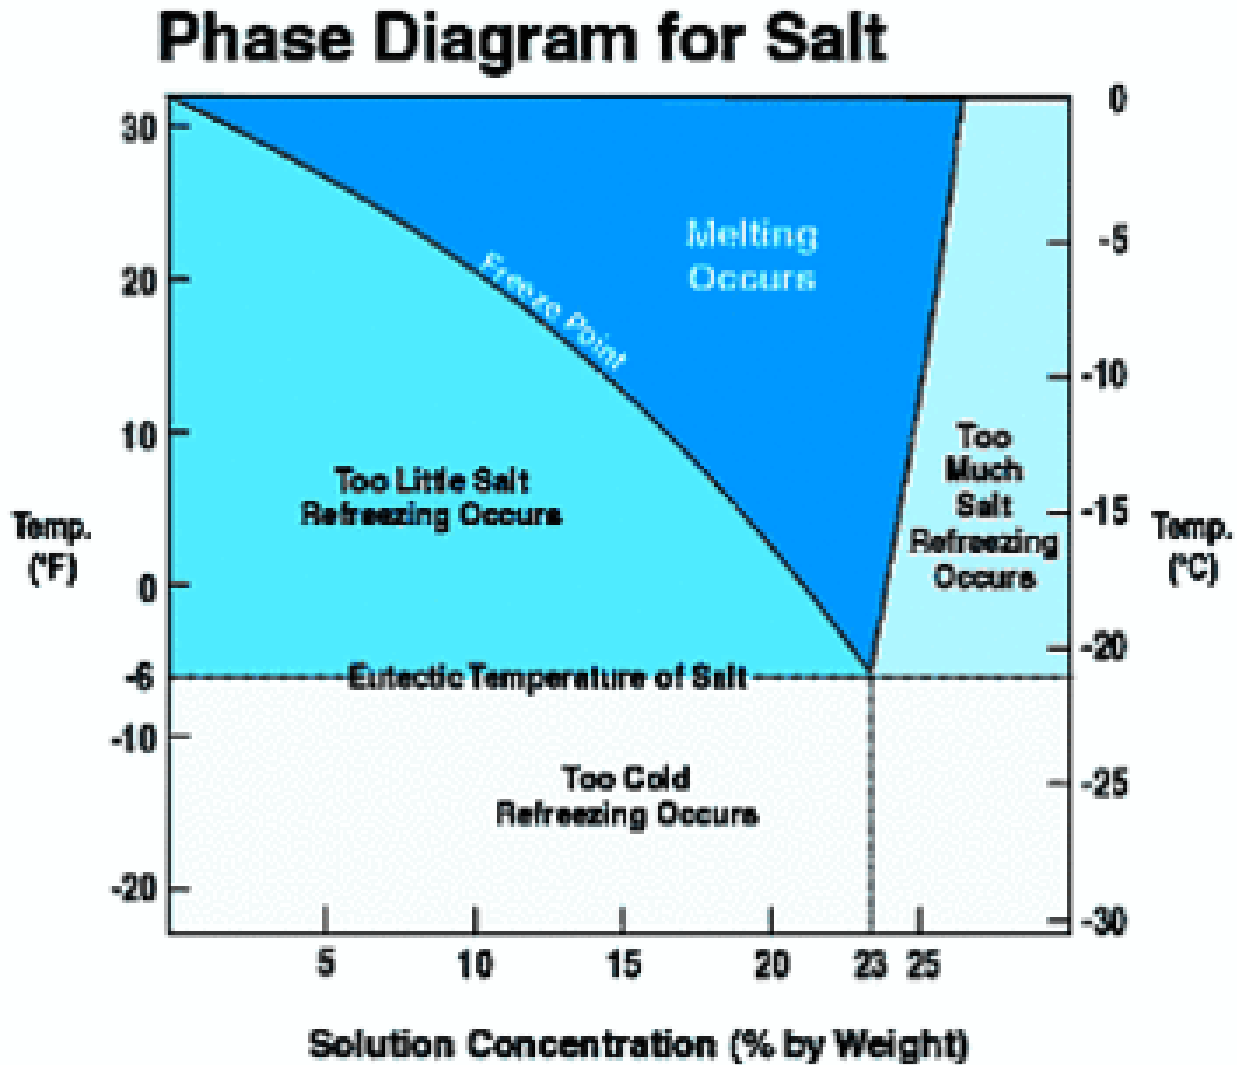 Phase Diagram for Salt
30
20
10
0
-6
-10
-20
Temp.
(°F)
0
-5
-10
-15
-20
-25
-30
Temp.
(°C)
Melting
Occurs
Freeze Point
Too Little Salt
Refreezing Occurs
Too
Much
Salt
Refreezing
Occurs
Eutectic Temperature of Salt
Too Cold
Refreezing Occurs
5 10 15 20 23 25
Solution Concentration (% by Weight)